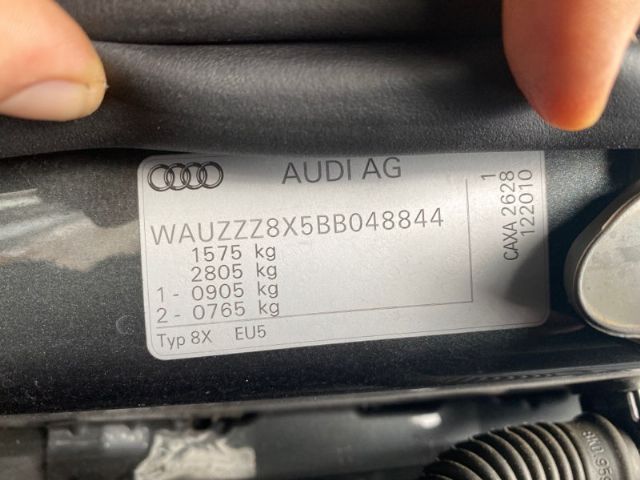 AUDI AG
WAUZZZ8X5BB048844
1575 kg
2805 kg
1 - 0905 kg
2 - 0765 kg
Typ 8X EU5
CAXA 2628 1
122010